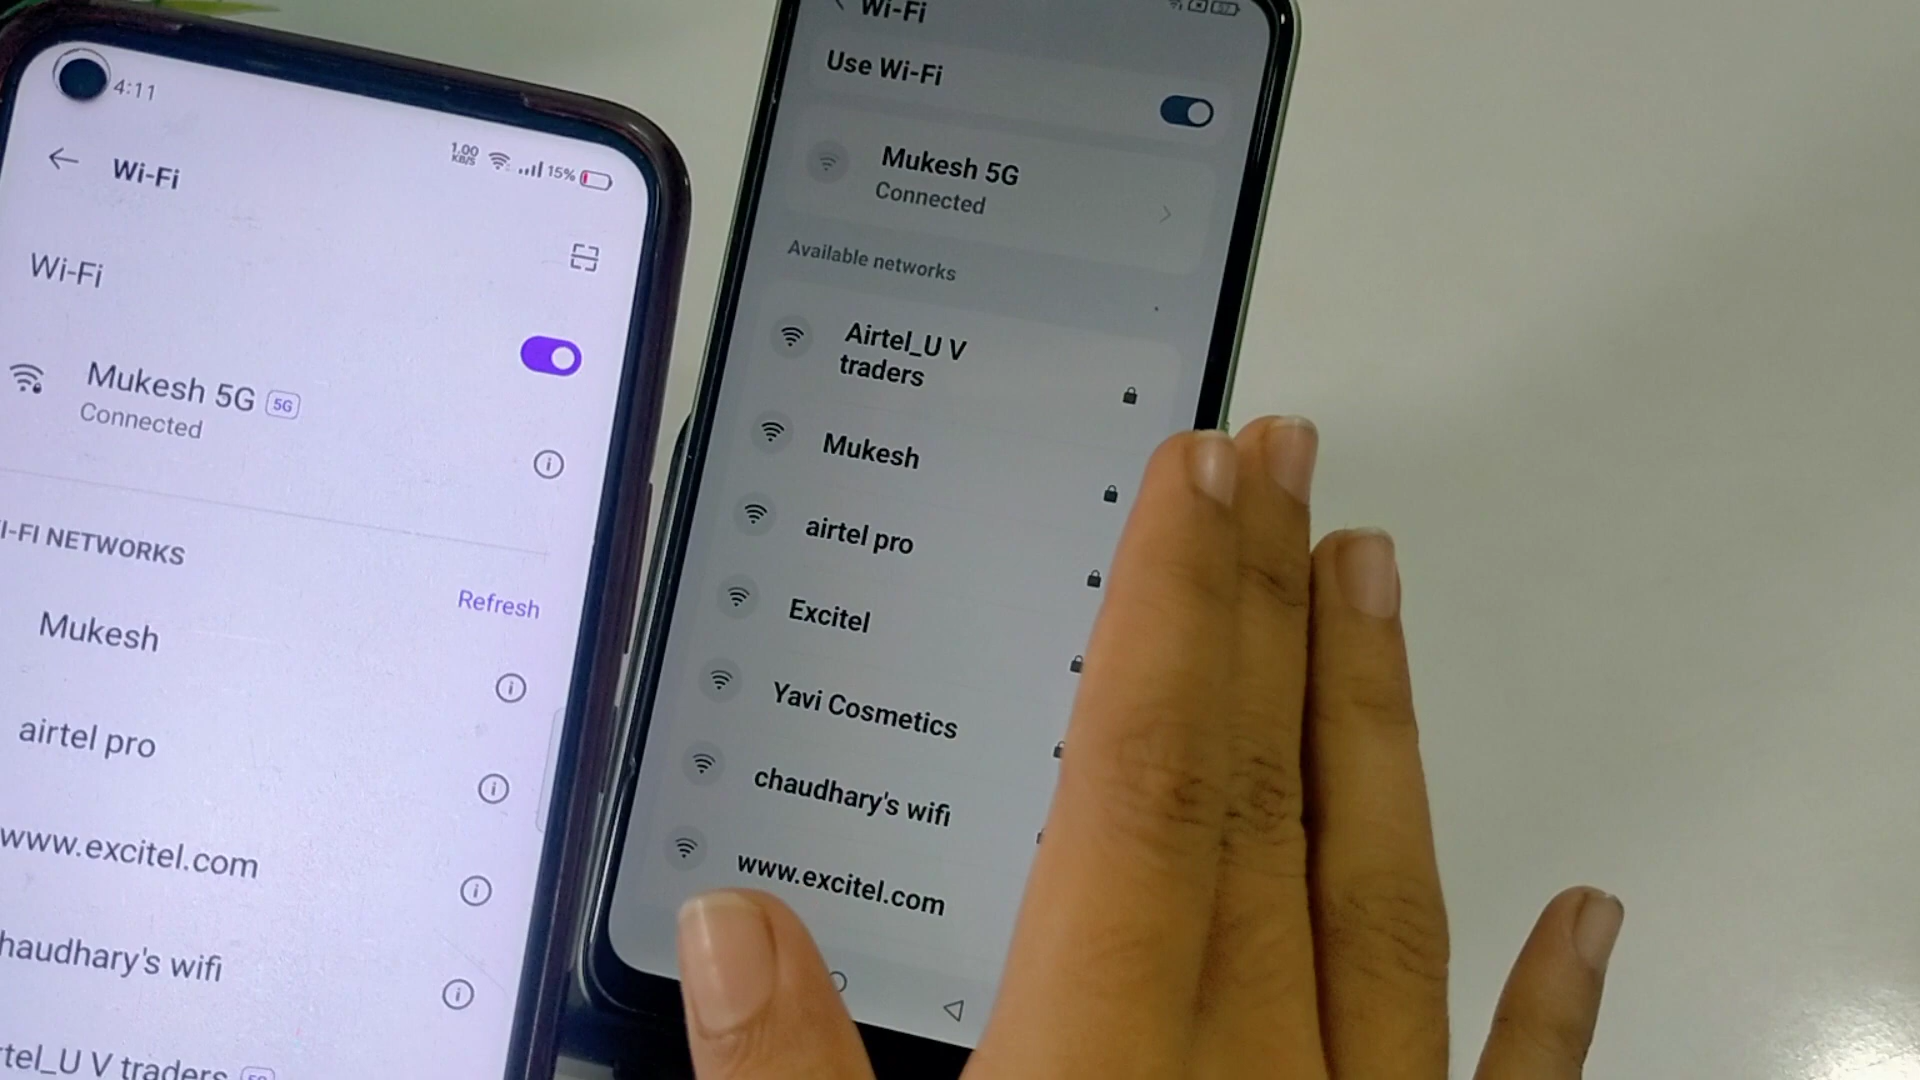 4:11
1.00
KB/S
15%
Wi-Fi
Wi-Fi
Mukesh 5G 5G
Connected
I-FI NETWORKS
Refresh
Mukesh
airtel pro
www.excitel.com
haudhary's wifi
rtel_U V traders
Wi-Fi
Use Wi-Fi
Mukesh 5G
Connected
Available networks
Airtel_U V
traders
Mukesh
airtel pro
Excitel
Yavi Cosmetics
chaudhary's wifi
www.excitel.com